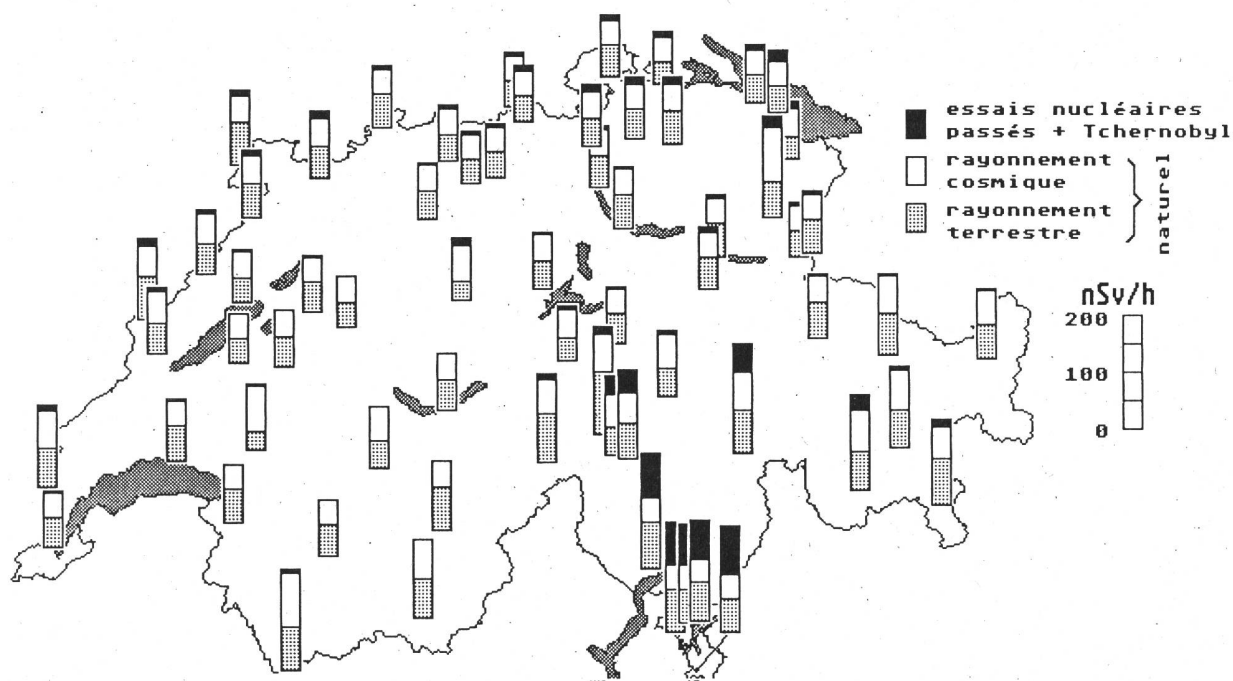 essais nucléaires
passés + Tchernobyl
rayonnement
cosmique
rayonnement
terrestre
naturel
nSv/h
200
100
0